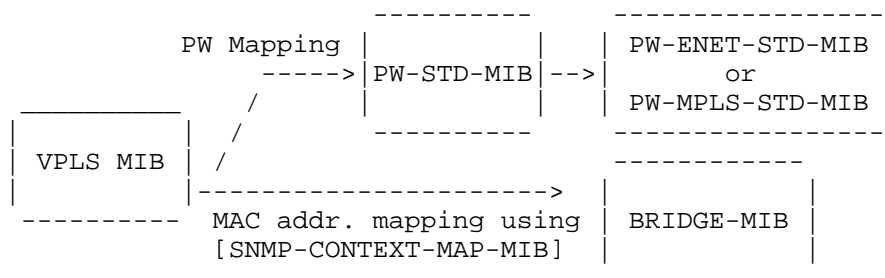 PW Mapping
PW-ENET-STD-MIB
----->|PW-STD-MIB|-->| or
PW-MPLS-STD-MIB
VPLS MIB
MAC addr. mapping using
BRIDGE-MIB
[SNMP-CONTEXT-MAP-MIB]